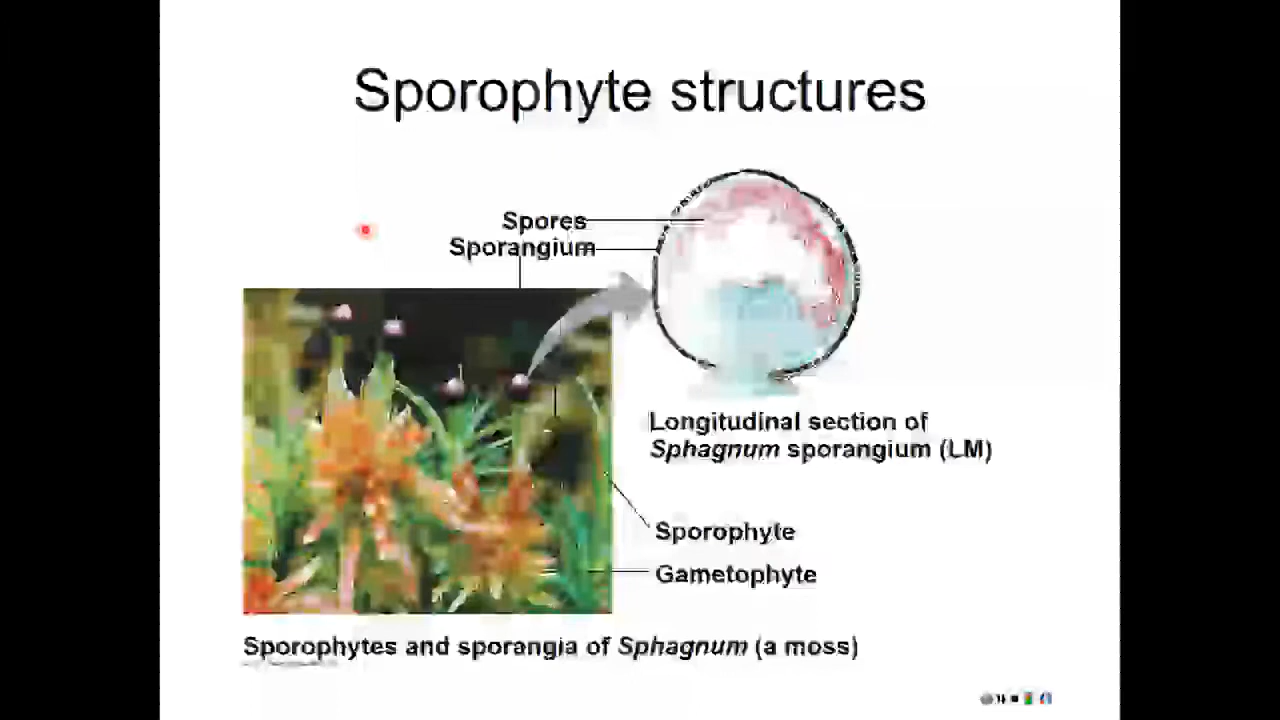 Sporophyte structures
Spores
Sporangium
Longitudinal section of
Sphagnum sporangium (LM)
Sporophyte
Gametophyte
Sporophytes and sporangia of Sphagnum (a moss)